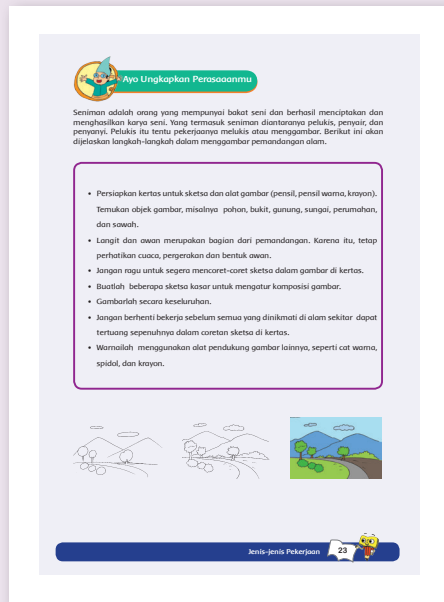 Ayo Ungkapkan Perasaaanmu
Seniman adalah orang yang mempunyai bakat seni dan berhasil menciptakan dan
menghasilkan karya seni. Yang termasuk seniman diantaranya pelukis, penyair, dan
penyanyi. Pelukis itu tentu pekerjaanya melukis atau menggambar. Berikut ini akan
dijelaskan langkah-langkah dalam menggambar pemandangan alam.
• Persiapkan kertas untuk sketsa dan alat gambar (pensil, pensil warna, krayon).
Temukan objek gambar, misalnya pohon, bukit, gunung, sungai, perumahan,
dan sawah.
• Langit dan awan merupakan bagian dari pemandangan. Karena itu, tetap
perhatikan cuaca, pergerakan dan bentuk awan.
• Jangan ragu untuk segera mencoret-coret sketsa dalam gambar di kertas.
• Buatlah beberapa sketsa kasar untuk mengatur komposisi gambar.
• Gambarlah secara keseluruhan.
• Jangan berhenti bekerja sebelum semua yang dinikmati di alam sekitar dapat
tertuang sepenuhnya dalam coretan sketsa di kertas.
• Warnailah menggunakan alat pendukung gambar lainnya, seperti cat warna,
spidol, dan krayon.
Jenis-jenis Pekerjaan 23